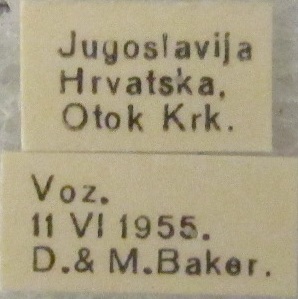 Jugoslavija
Hrvatska,
Otok Krk.
Voz.
11 VI 1955.
D.& M.Baker.